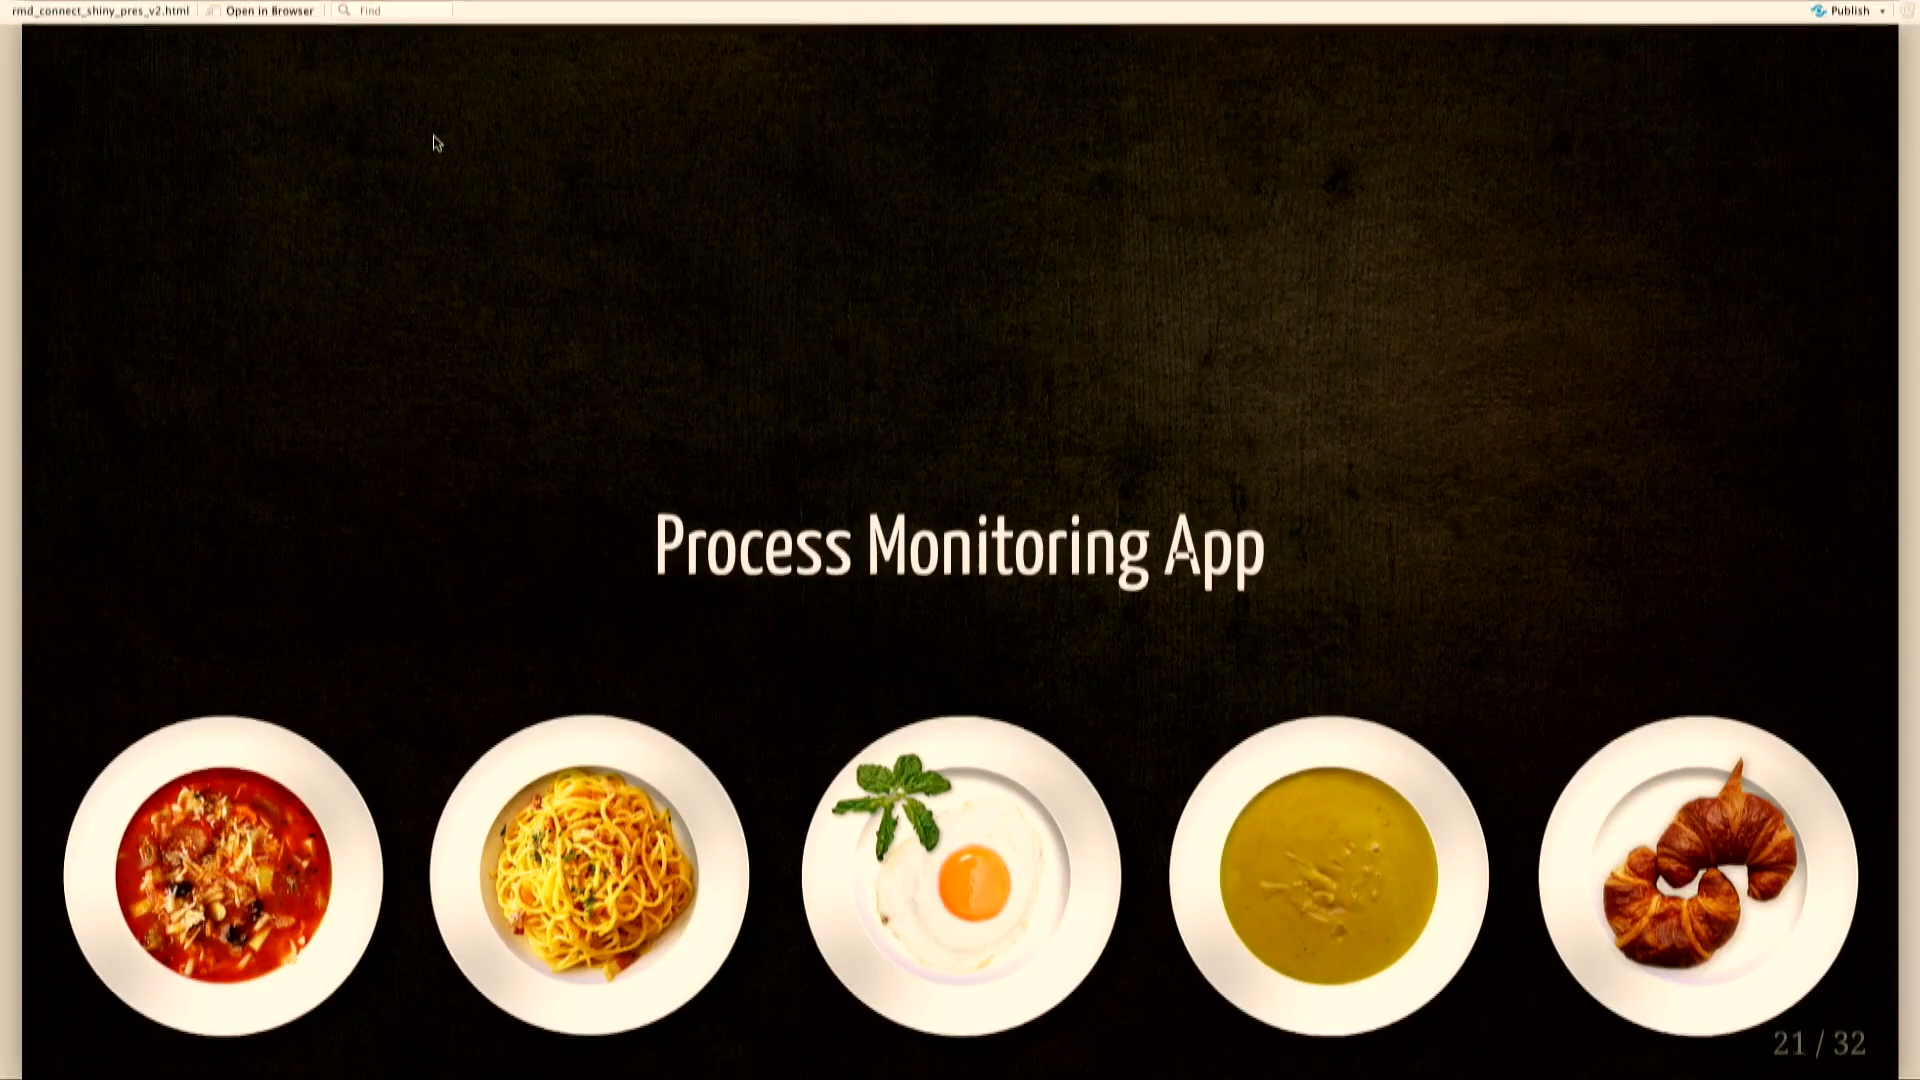 rmd_connect_shiny_pres_v2.html Open in Browser Find Publish
Process Monitoring App
21 / 32